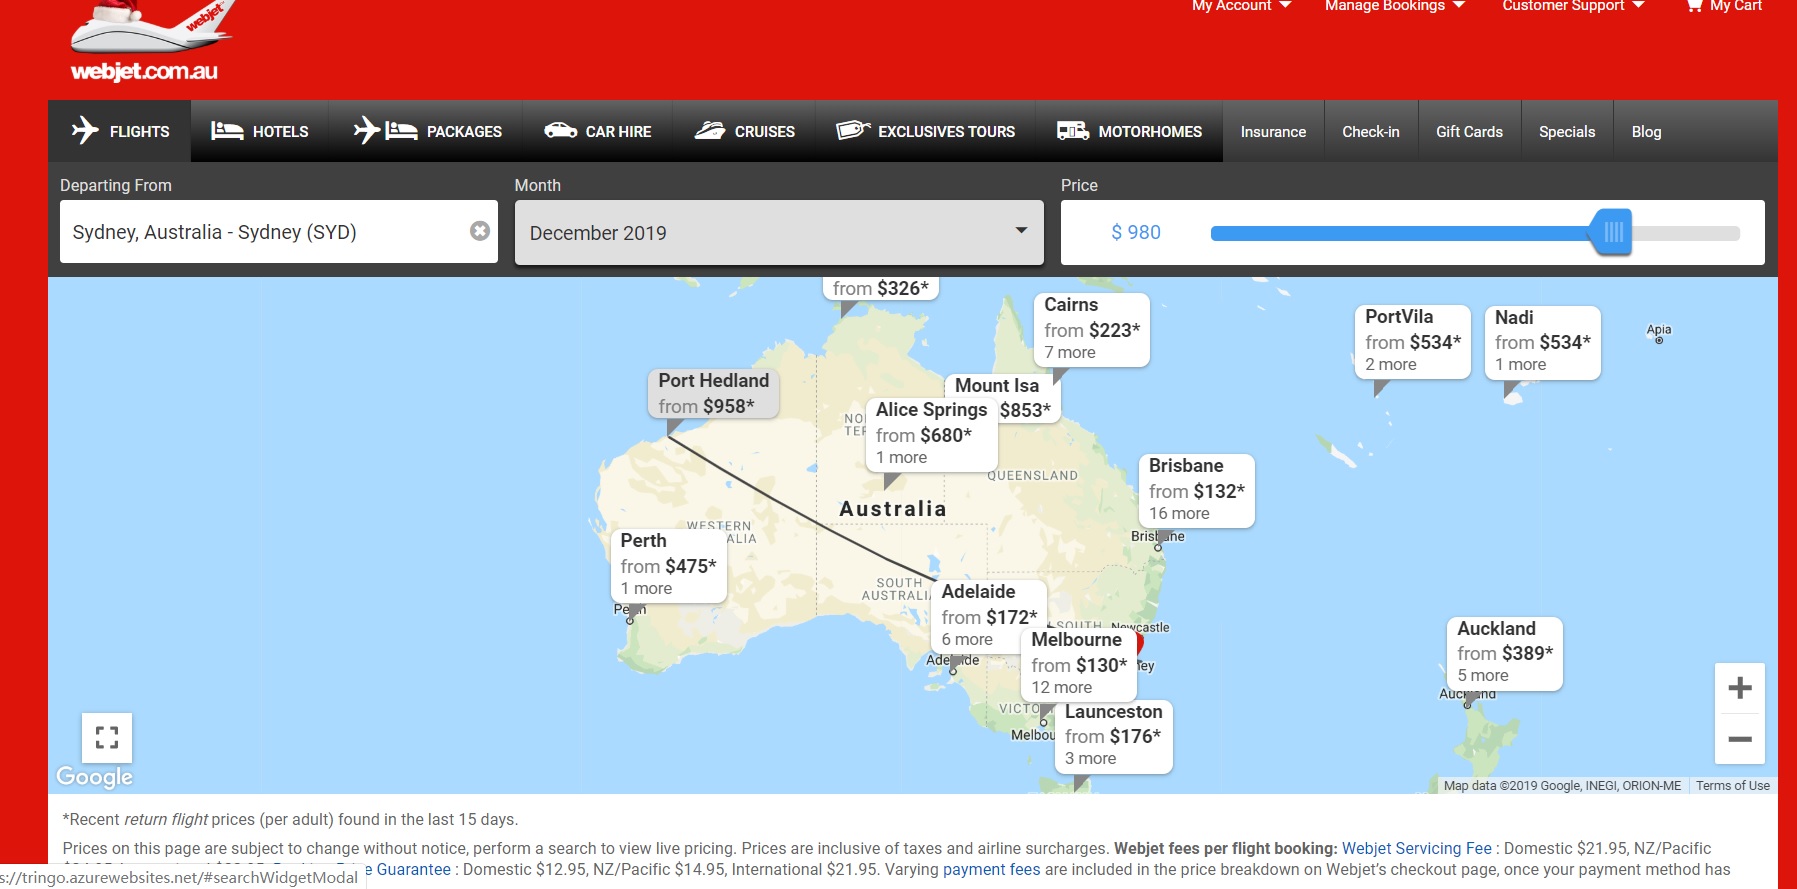 My Account
Manage Bookings
Customer Support
My Cart
webjet
webjet.com.au
FLIGHTS
HOTELS
PACKAGES
CAR HIRE
CRUISES
EXCLUSIVES TOURS
MOTORHOMES
Insurance
Check-in
Gift Cards
Specials
Blog
Departing From
Month
Price
Sydney, Australia - Sydney (SYD)
December 2019
$ 980
from $326*
Cairns
from $223*
7 more
PortVila
from $534*
2 more
Nadi
from $534*
1 more
Apia
Port Hedland
from $958*
Mount Isa
$853*
Alice Springs
from $680*
1 more
QUEENSLAND
Brisbane
from $132*
16 more
Brisbane
Australia
WESTERN
Perth
from $475*
1 more
Perth
SOUTH
AUSTRALIA
Adelaide
from $172*
6 more
Adelaide
SOUTH
Newcastle
Melbourne
from $130*
12 more
Launceston
from $176*
3 more
Auckland
from $389*
5 more
Auckland
Google
Map data ©2019 Google, INEGI, ORION-ME
Terms of Use
*Recent return flight prices (per adult) found in the last 15 days.
Prices on this page are subject to change without notice, perform a search to view live pricing. Prices are inclusive of taxes and airline surcharges. Webjet fees per flight booking: Webjet Servicing Fee : Domestic $21.95, NZ/Pacific
Guarantee : Domestic $12.95, NZ/Pacific $14.95, International $21.95. Varying payment fees are included in the price breakdown on Webjet's checkout page, once your payment method has
s://tringo.azurewebsites.net/#searchWidgetModal